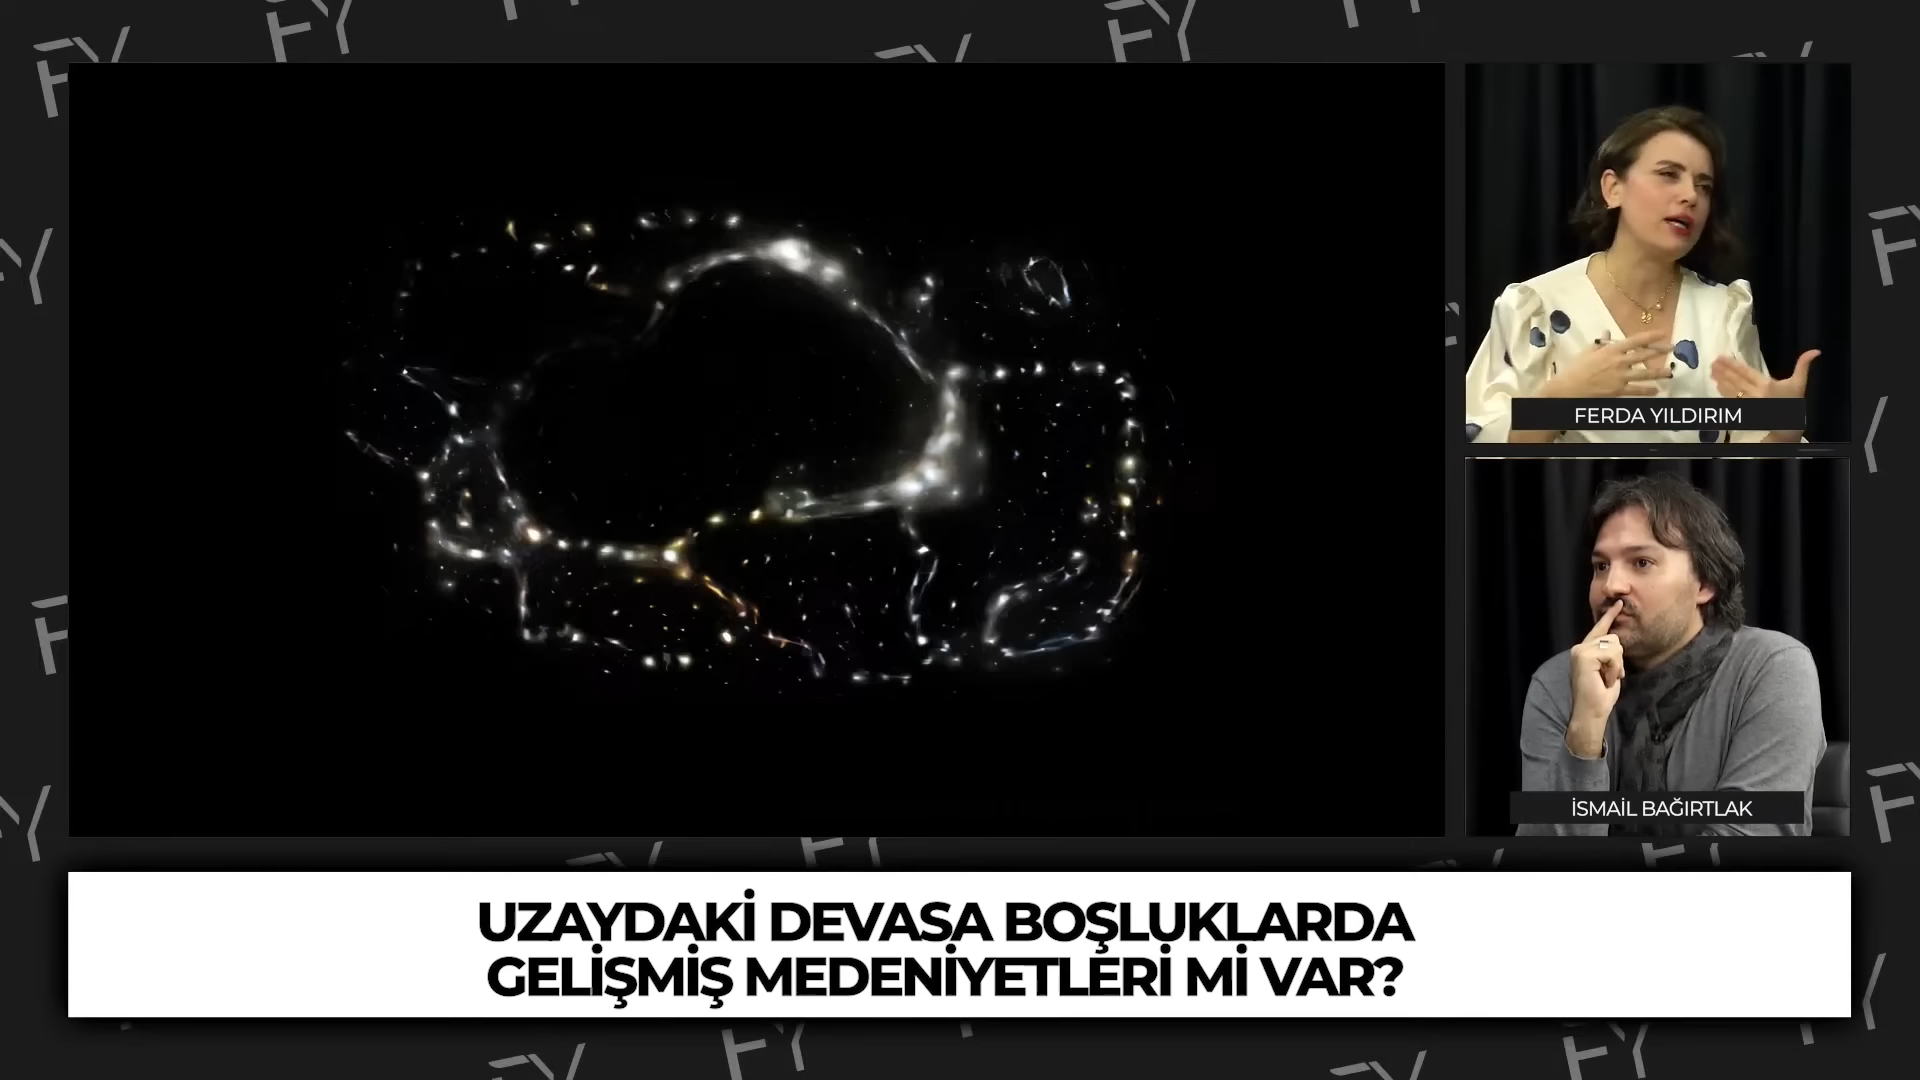 FERDA YILDIRIM
İSMAİL BAĞIRTLAK
UZAYDAKİ DEVASA BOŞLUKLARDA
GELİŞMİŞ MEDENİYETLERİ Mİ VAR?